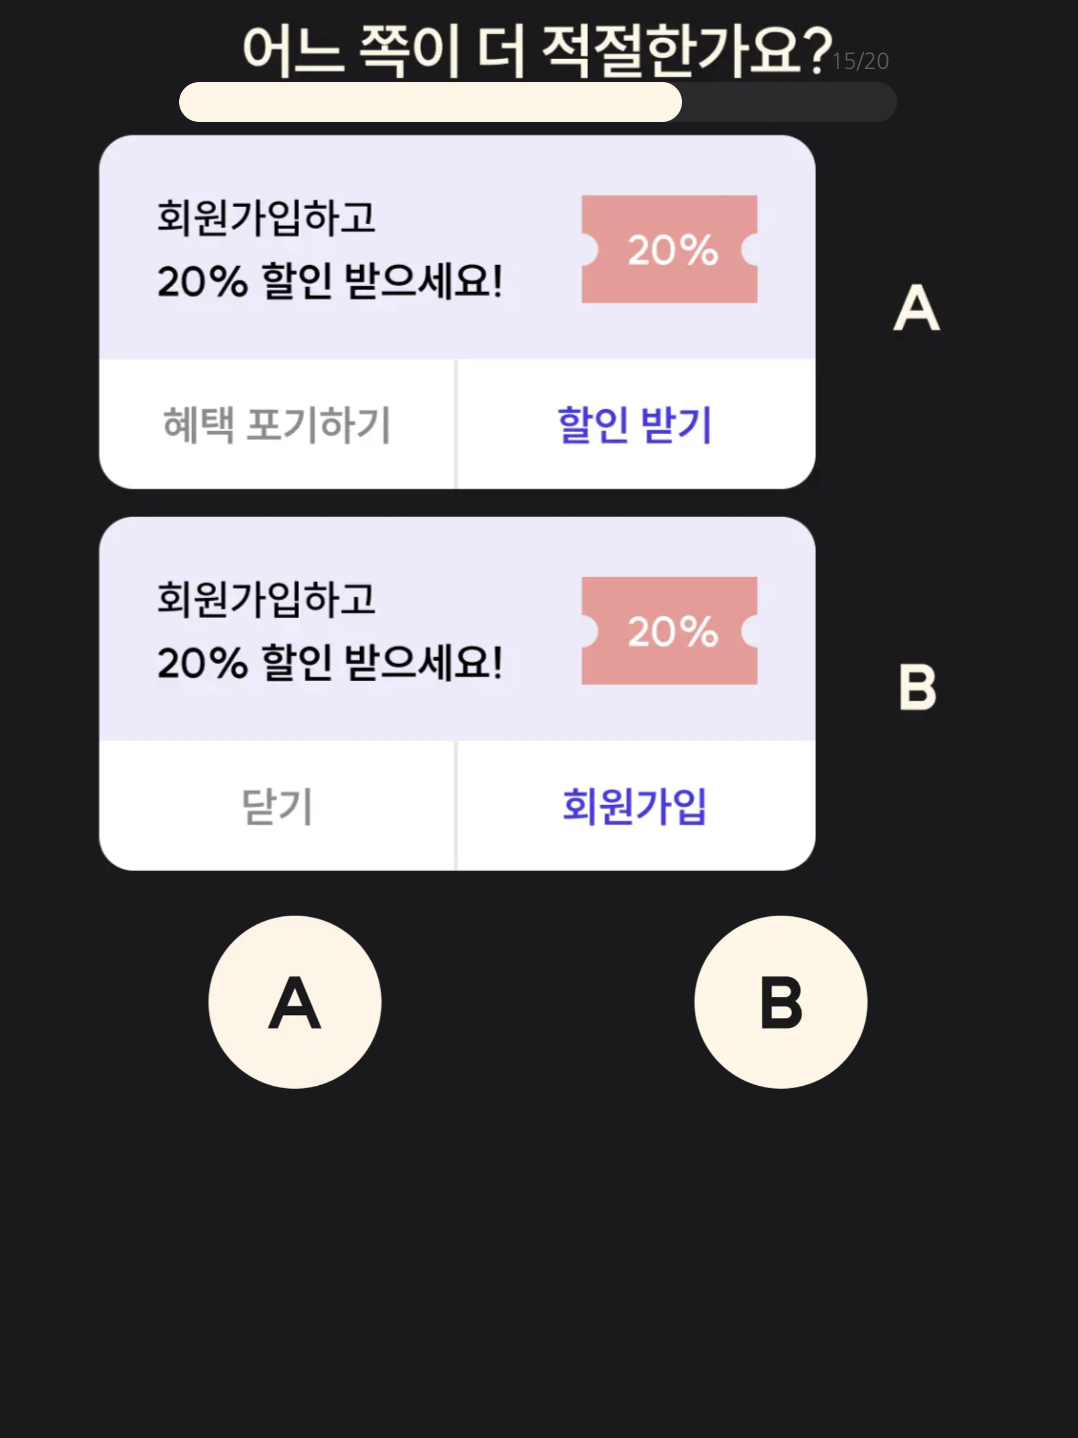 어느 쪽이 더 적절한가요? 15/20
회원가입하고
20% 할인 받으세요!
20%
혜택 포기하기
할인 받기
A
회원가입하고
20% 할인 받으세요!
20%
닫기
회원가입
B
A
B